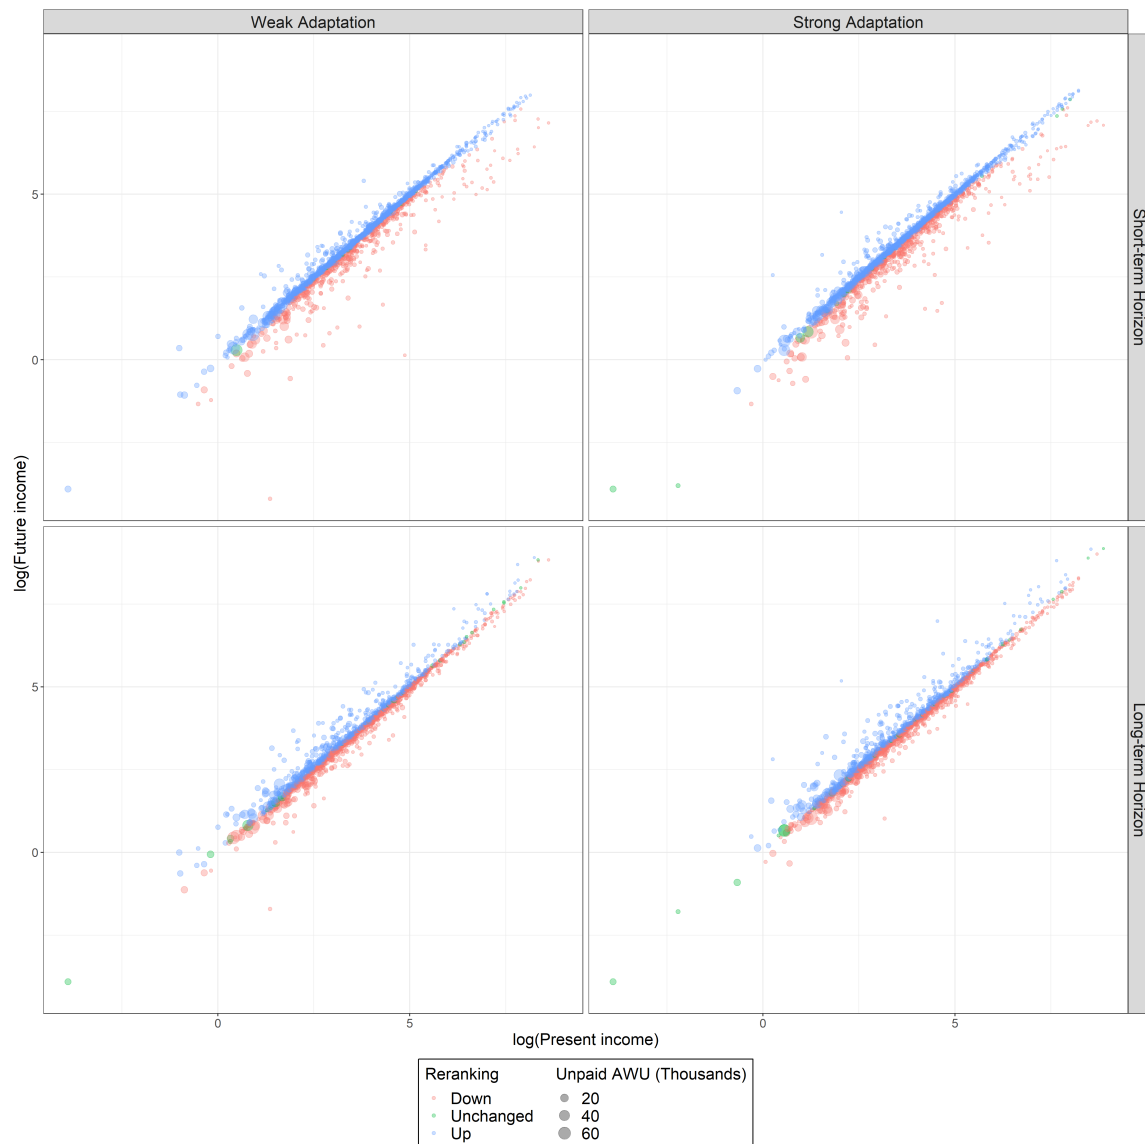 Weak Adaptation
Strong Adaptation
5
0
Short-term Horizon
log(Future income)
5
0
Long-term Horizon
0
5
0
5
log(Present income)
Reranking
Down
Unchanged
Up
Unpaid AWU (Thousands)
20
40
60